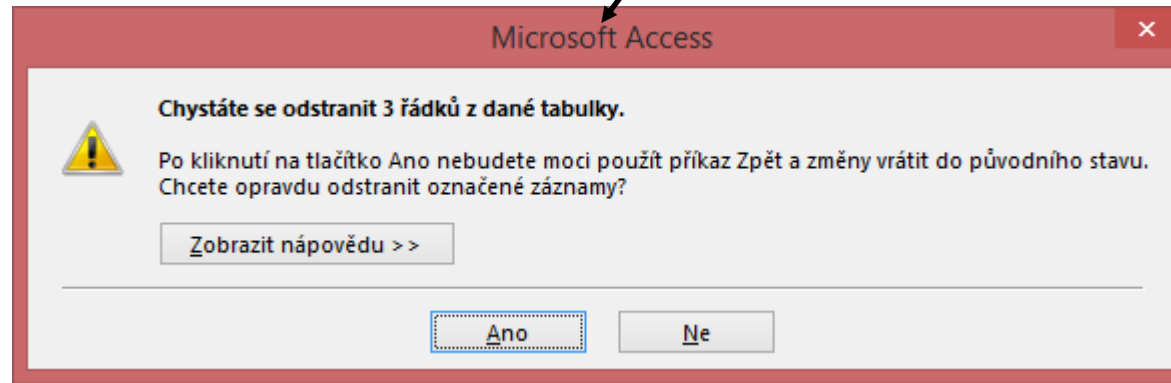 Microsoft Access
Chystáte se odstranit 3 řádků z dané tabulky.
Po kliknutí na tlačítko Ano nebudete moci použít příkaz Zpět a změny vrátit do původního stavu.
Chcete opravdu odstranit označené záznamy?
Zobrazit nápovědu >>
Ano
Ne